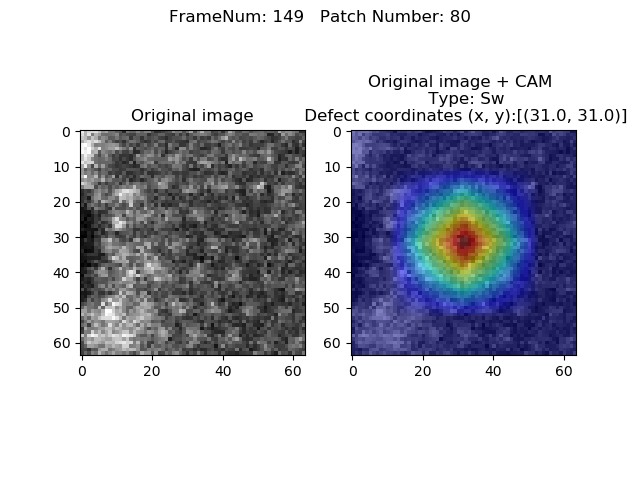 FrameNum: 149   Patch Number: 80
Original image
Original image + CAM
Type: Sw
Defect coordinates (x, y):[(31.0, 31.0)]
0
10
20
30
40
50
60
0 20 40 60
0
10
20
30
40
50
60
0 20 40 60